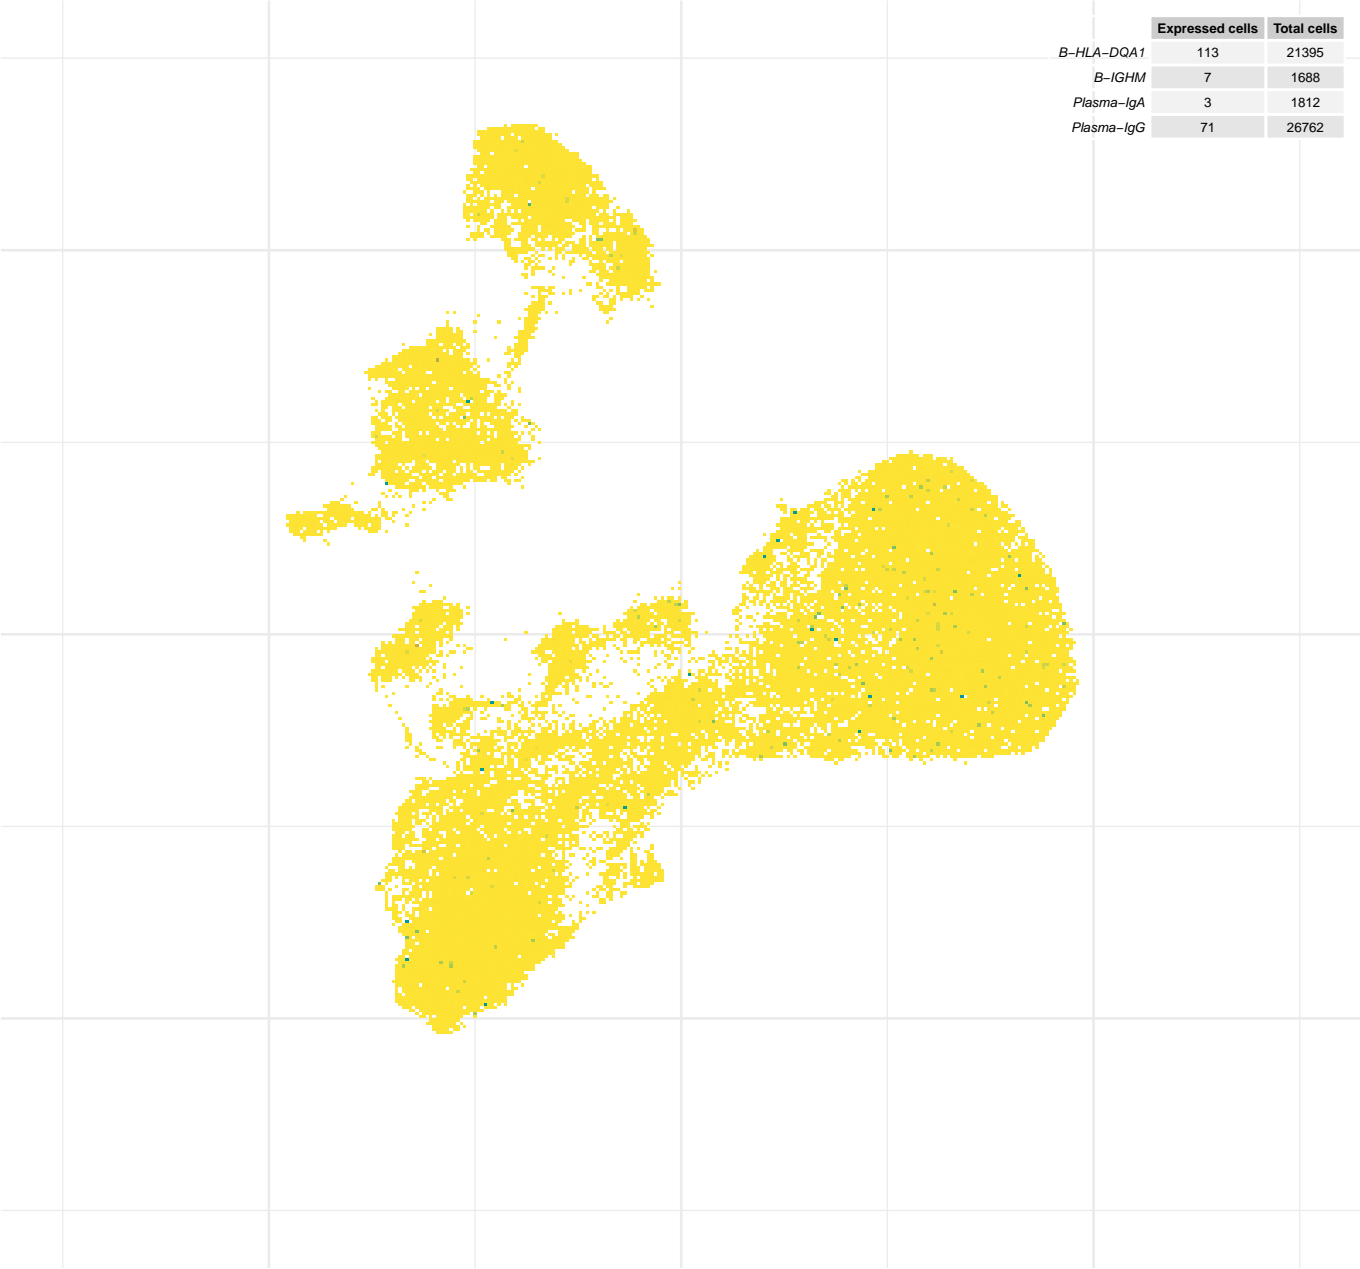 Expressed cells Total cells
B−HLA−DQA1 113 21395
B−IGHM 7 1688
Plasma−IgA 3 1812
Plasma−IgG 71 26762